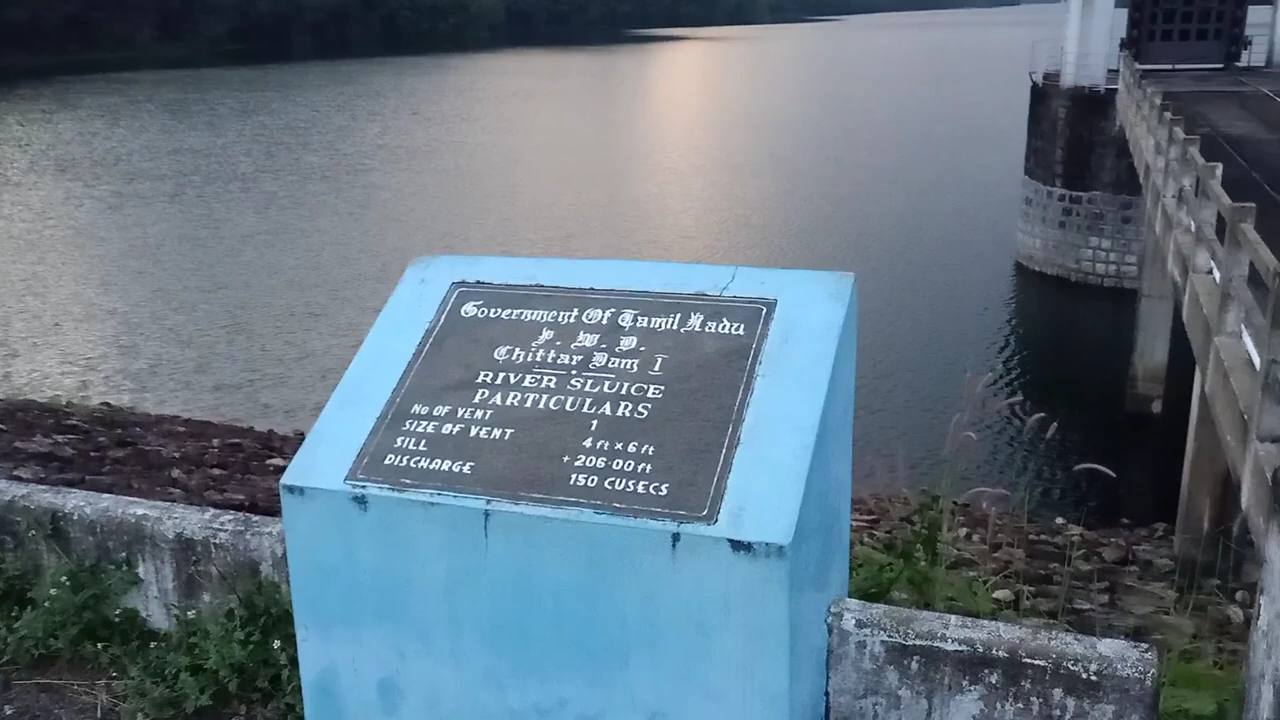 Government Of Tamil Nadu
P. W. D.
Chittar Dam I
RIVER SLUICE
PARTICULARS
No OF VENT 1
SIZE OF VENT 4 ft × 6 ft
SILL + 206·00 ft
DISCHARGE 150 CUSECS